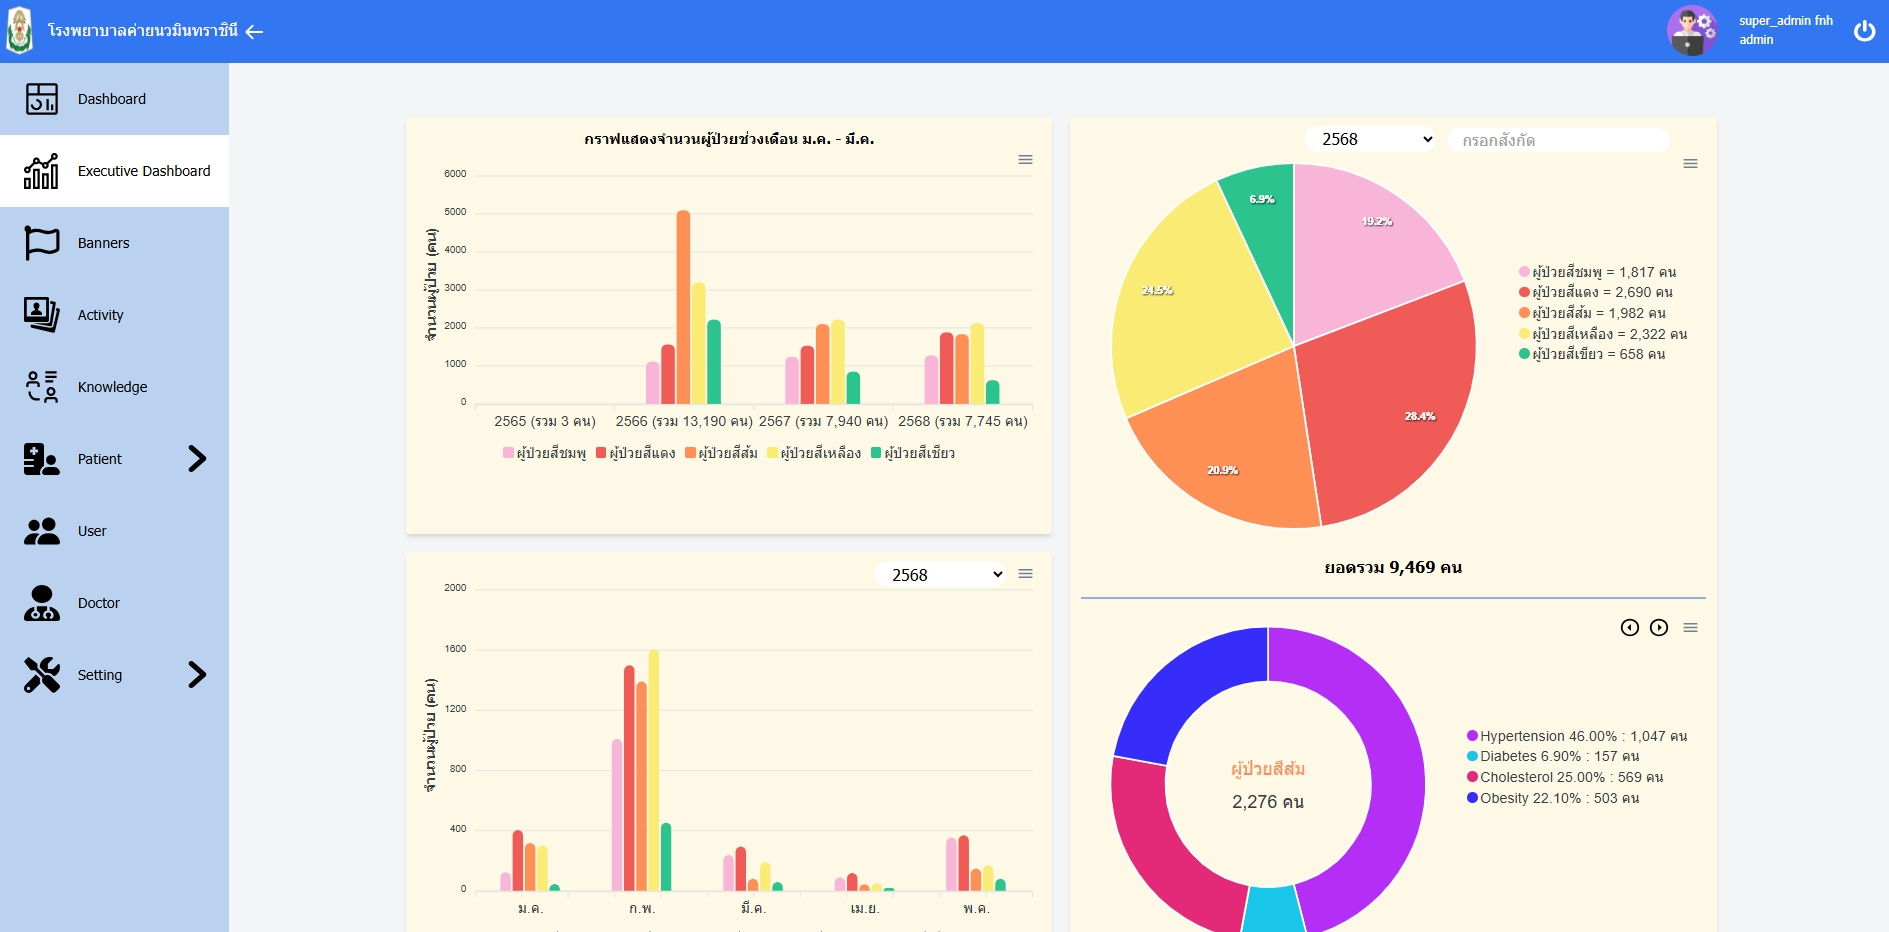 โรงพยาบาลค่ายนวมินทราชินี
super_admin fnh
admin
Dashboard
Executive Dashboard
Banners
Activity
Knowledge
Patient
User
Doctor
Setting
กราฟแสดงจำนวนผู้ป่วยช่วงเดือน ม.ค. - มี.ค.
จำนวนผู้ป่วย (คน)
6000
5000
4000
3000
2000
1000
0
2565 (รวม 3 คน) 2566 (รวม 13,190 คน) 2567 (รวม 7,940 คน) 2568 (รวม 7,745 คน)
ผู้ป่วยสีชมพู ผู้ป่วยสีแดง ผู้ป่วยสีส้ม ผู้ป่วยสีเหลือง ผู้ป่วยสีเขียว
2568
จำนวนผู้ป่วย (คน)
2000
1600
1200
800
400
0
ม.ค. ก.พ. มี.ค. เม.ย. พ.ค.
2568 กรอกสังกัด
6.9%
19.2%
24.5%
28.4%
20.9%
ผู้ป่วยสีชมพู = 1,817 คน
ผู้ป่วยสีแดง = 2,690 คน
ผู้ป่วยสีส้ม = 1,982 คน
ผู้ป่วยสีเหลือง = 2,322 คน
ผู้ป่วยสีเขียว = 658 คน
ยอดรวม 9,469 คน
ผู้ป่วยสีส้ม
2,276 คน
Hypertension 46.00% : 1,047 คน
Diabetes 6.90% : 157 คน
Cholesterol 25.00% : 569 คน
Obesity 22.10% : 503 คน